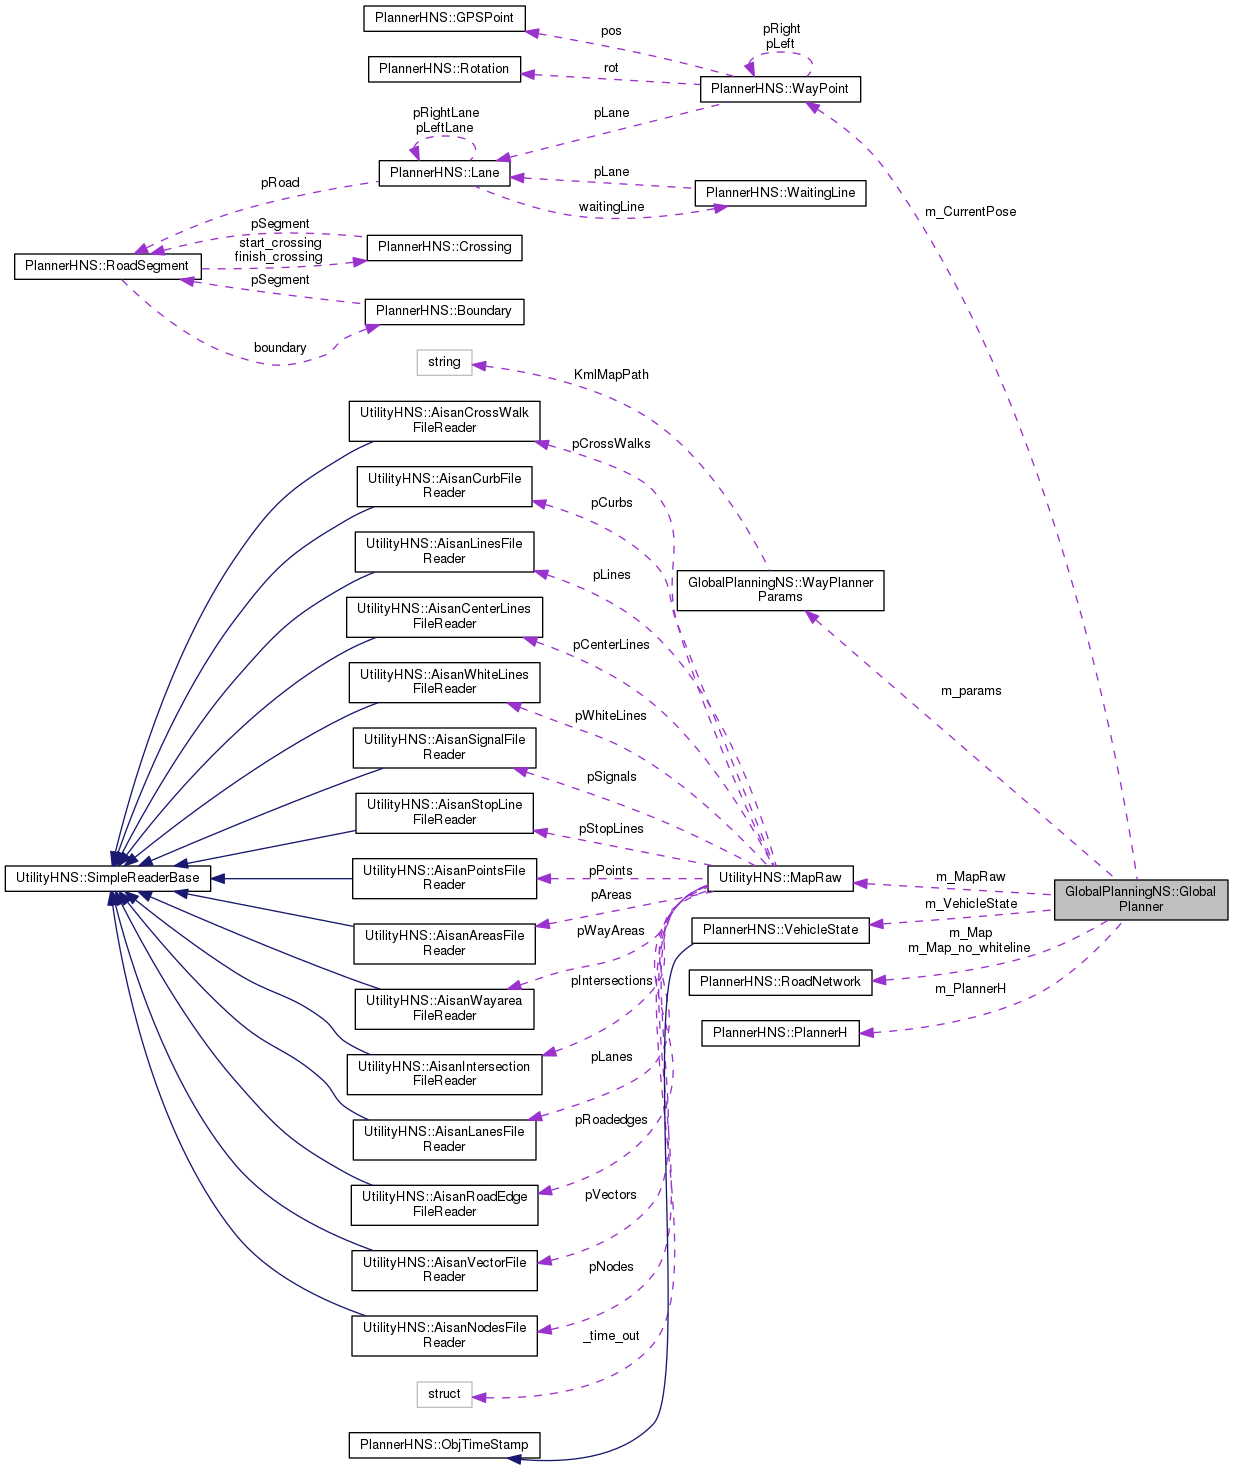 PlannerHNS::GPSPoint
pos
pRight
pLeft
PlannerHNS::Rotation
rot
PlannerHNS::WayPoint
pRightLane
pLeftLane
pLane
PlannerHNS::Lane
pLane
PlannerHNS::WaitingLine
pRoad
waitingLine
m_CurrentPose
pSegment
PlannerHNS::Crossing
start_crossing
finish_crossing
PlannerHNS::RoadSegment
pSegment
PlannerHNS::Boundary
boundary
string
KmlMapPath
UtilityHNS::AisanCrossWalk
FileReader
pCrossWalks
UtilityHNS::AisanCurbFile
Reader
pCurbs
UtilityHNS::AisanLinesFile
Reader
pLines
GlobalPlanningNS::WayPlanner
Params
UtilityHNS::AisanCenterLines
FileReader
pCenterLines
UtilityHNS::AisanWhiteLines
FileReader
m_params
pWhiteLines
UtilityHNS::AisanSignalFile
Reader
pSignals
UtilityHNS::AisanStopLine
FileReader
pStopLines
UtilityHNS::SimpleReaderBase
UtilityHNS::AisanPointsFile
Reader
pPoints
UtilityHNS::MapRaw
m_MapRaw
GlobalPlanningNS::Global
Planner
pAreas
m_VehicleState
UtilityHNS::AisanAreasFile
Reader
pWayAreas
PlannerHNS::VehicleState
m_Map
m_Map_no_whiteline
UtilityHNS::AisanWayarea
FileReader
pIntersections
PlannerHNS::RoadNetwork
m_PlannerH
PlannerHNS::PlannerH
UtilityHNS::AisanIntersection
FileReader
pLanes
UtilityHNS::AisanLanesFile
Reader
pRoadedges
UtilityHNS::AisanRoadEdge
FileReader
pVectors
UtilityHNS::AisanVectorFile
Reader
pNodes
UtilityHNS::AisanNodesFile
Reader
_time_out
struct
PlannerHNS::ObjTimeStamp